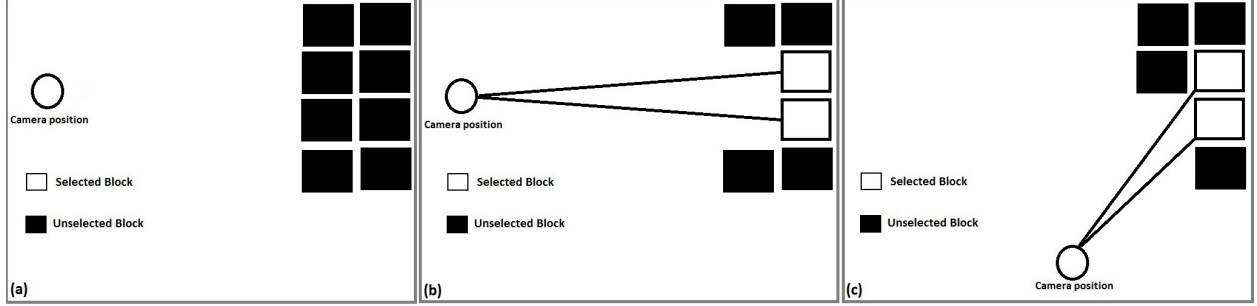 Camera position
Selected Block
Unselected Block
(a)
Camera position
Selected Block
Unselected Block
(b)
Selected Block
Unselected Block
Camera position
(c)